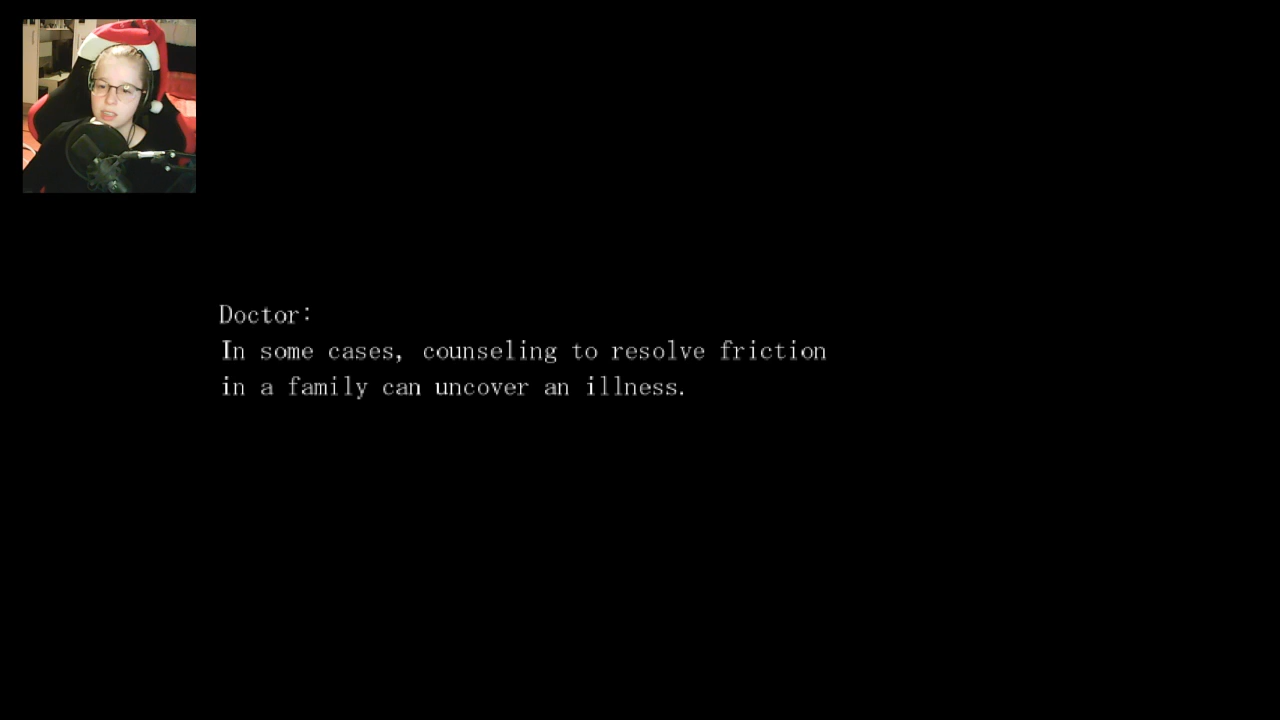 Doctor:
In some cases, counseling to resolve friction
in a family can uncover an illness.